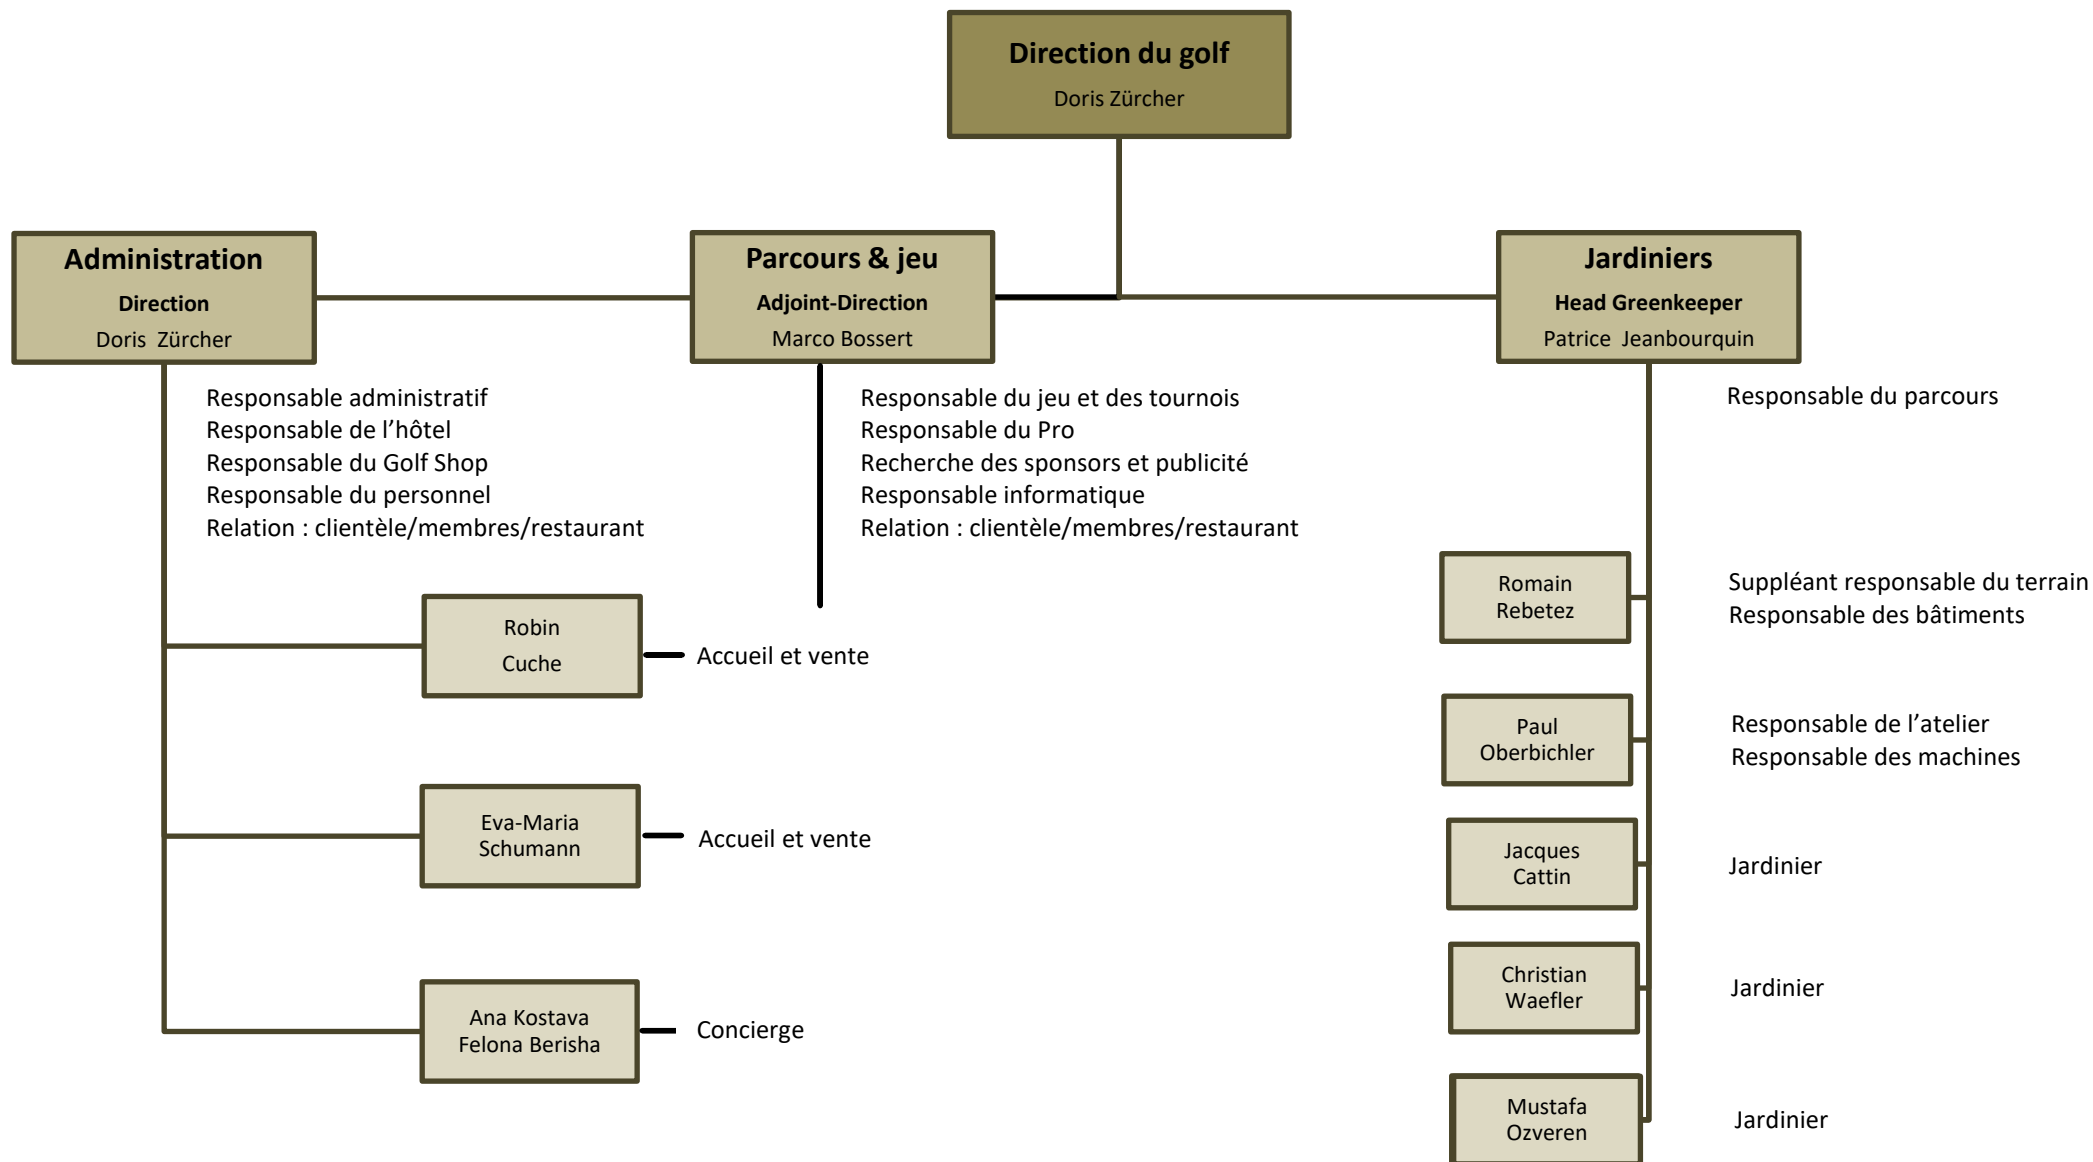 Direction du golf
Doris Zürcher
Administration
Direction
Doris Zürcher
Responsable administratif
Responsable de l’hôtel
Responsable du Golf Shop
Responsable du personnel
Relation : clientèle/membres/restaurant
Robin
Cuche
Accueil et vente
Eva-Maria
Schumann
Accueil et vente
Ana Kostava
Felona Berisha
Concierge
Parcours & jeu
Adjoint-Direction
Marco Bossert
Responsable du jeu et des tournois
Responsable du Pro
Recherche des sponsors et publicité
Responsable informatique
Relation : clientèle/membres/restaurant
Jardiniers
Head Greenkeeper
Patrice Jeanbourquin
Responsable du parcours
Romain
Rebetez
Suppléant responsable du terrain
Responsable des bâtiments
Paul
Oberbichler
Responsable de l’atelier
Responsable des machines
Jacques
Cattin
Jardinier
Christian
Waefler
Jardinier
Mustafa
Ozveren
Jardinier